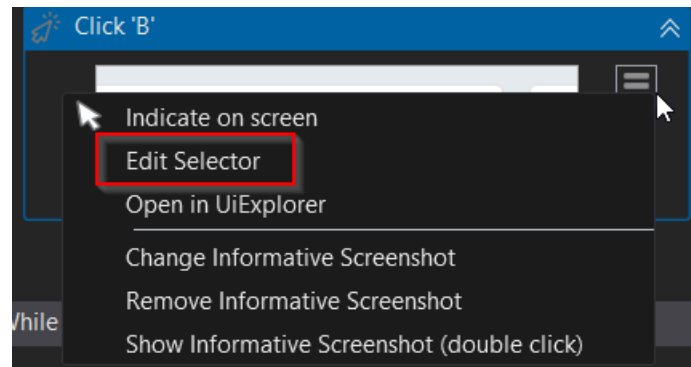 Click 'B'
Indicate on screen
Edit Selector
Open in UiExplorer
Change Informative Screenshot
Remove Informative Screenshot
While
Show Informative Screenshot (double click)